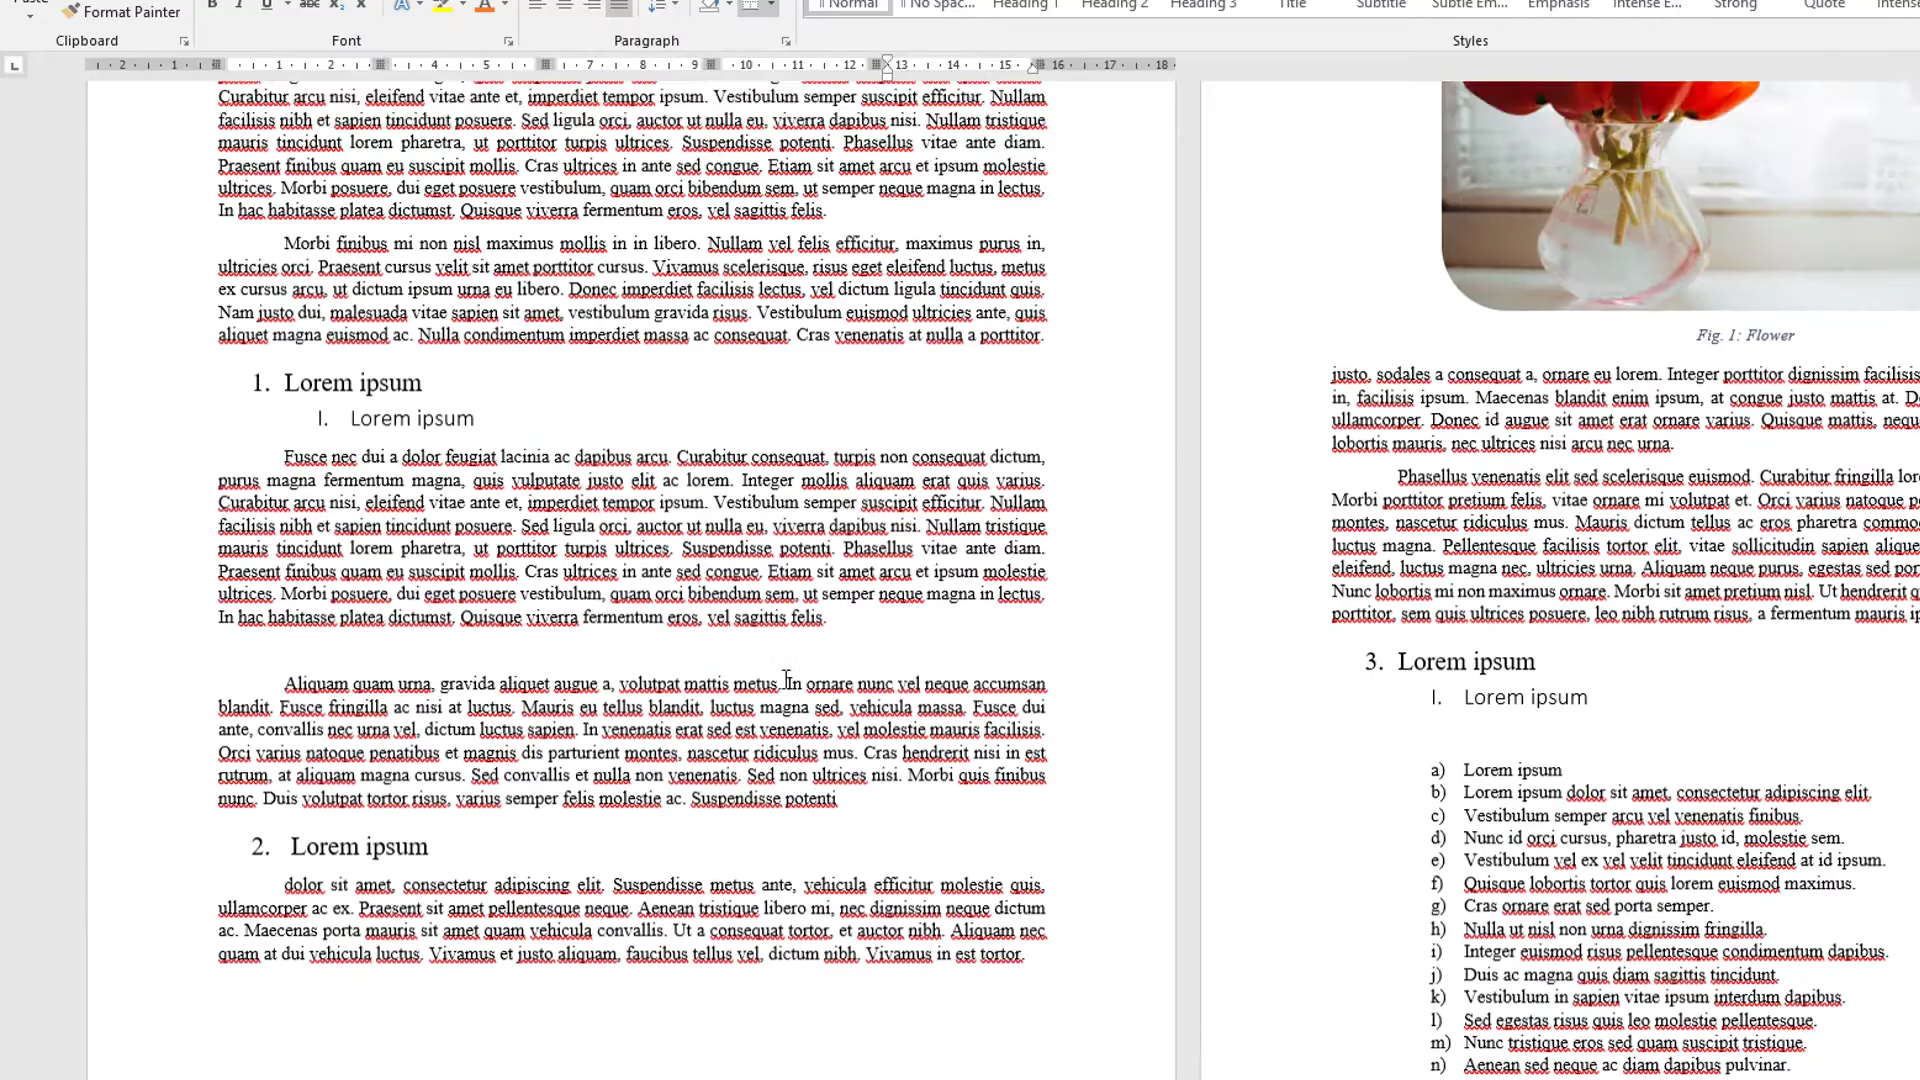 Paste
Format Painter
B
I
U
abc
x
x
A
A
Normal
No Spac...
Heading 1
Heading 2
Heading 3
Title
Subtitle
Subtle Em...
Emphasis
Intense E...
Strong
Quote
Clipboard
Font
Paragraph
Styles
L
2 1 1 2 4 5 7 8 9 10 11 12 13 14 15 16 17 18
Curabitur arcu nisi, eleifend vitae ante et, imperdiet tempor ipsum. Vestibulum semper suscipit efficitur. Nullam
facilisis nibh et sapien tincidunt posuere. Sed ligula orci, auctor ut nulla eu, viverra dapibus nisi. Nullam tristique
mauris tincidunt lorem pharetra, ut porttitor turpis ultrices. Suspendisse potenti. Phasellus vitae ante diam.
Praesent finibus quam eu suscipit mollis. Cras ultrices in ante sed congue. Etiam sit amet arcu et ipsum molestie
ultrices. Morbi posuere, dui eget posuere vestibulum, quam orci bibendum sem, ut semper neque magna in lectus.
In hac habitasse platea dictumst. Quisque viverra fermentum eros, vel sagittis felis.
Morbi finibus mi non nisl maximus mollis in in libero. Nullam vel felis efficitur, maximus purus in,
ultricies orci. Praesent cursus velit sit amet porttitor cursus. Vivamus scelerisque, risus eget eleifend luctus, metus
ex cursus arcu, ut dictum ipsum urna eu libero. Donec imperdiet facilisis lectus, vel dictum ligula tincidunt quis.
Nam justo dui, malesuada vitae sapien sit amet, vestibulum gravida risus. Vestibulum euismod ultricies ante, quis
aliquet magna euismod ac. Nulla condimentum imperdiet massa ac consequat. Cras venenatis at nulla a porttitor.
1. Lorem ipsum
I. Lorem ipsum
Fusce nec dui a dolor feugiat lacinia ac dapibus arcu. Curabitur consequat, turpis non consequat dictum,
purus magna fermentum magna, quis vulputate justo elit ac lorem. Integer mollis aliquam erat quis varius.
Curabitur arcu nisi, eleifend vitae ante et, imperdiet tempor ipsum. Vestibulum semper suscipit efficitur. Nullam
facilisis nibh et sapien tincidunt posuere. Sed ligula orci, auctor ut nulla eu, viverra dapibus nisi. Nullam tristique
mauris tincidunt lorem pharetra, ut porttitor turpis ultrices. Suspendisse potenti. Phasellus vitae ante diam.
Praesent finibus quam eu suscipit mollis. Cras ultrices in ante sed congue. Etiam sit amet arcu et ipsum molestie
ultrices. Morbi posuere, dui eget posuere vestibulum, quam orci bibendum sem, ut semper neque magna in lectus.
In hac habitasse platea dictumst. Quisque viverra fermentum eros, vel sagittis felis.
Aliquam quam urna, gravida aliquet augue a, volutpat mattis metus. In ornare nunc vel neque accumsan
blandit. Fusce fringilla ac nisi at luctus. Mauris eu tellus blandit, luctus magna sed, vehicula massa. Fusce dui
ante, convallis nec urna vel, dictum luctus sapien. In venenatis erat sed est venenatis, vel molestie mauris facilisis.
Orci varius natoque penatibus et magnis dis parturient montes, nascetur ridiculus mus. Cras hendrerit nisi in est
rutrum, at aliquam magna cursus. Sed convallis et nulla non venenatis. Sed non ultrices nisi. Morbi quis finibus
nunc. Duis volutpat tortor risus, varius semper felis molestie ac. Suspendisse potenti
2. Lorem ipsum
dolor sit amet, consectetur adipiscing elit. Suspendisse metus ante, vehicula efficitur molestie quis,
ullamcorper ac ex. Praesent sit amet pellentesque neque. Aenean tristique libero mi, nec dignissim neque dictum
ac. Maecenas porta mauris sit amet quam vehicula convallis. Ut a consequat tortor, et auctor nibh. Aliquam nec
quam at dui vehicula luctus. Vivamus et justo aliquam, faucibus tellus vel, dictum nibh. Vivamus in est tortor.
Fig. 1: Flower
justo, sodales a consequat a, ornare eu lorem. Integer porttitor dignissim facilisis
in, facilisis ipsum. Maecenas blandit enim ipsum, at congue justo mattis at.
ullamcorper. Donec id augue sit amet erat ornare varius. Quisque mattis,
lobortis mauris, nec ultrices nisi arcu nec urna.
Phasellus venenatis elit sed scelerisque euismod. Curabitur fringilla
Morbi porttitor pretium felis, vitae ornare mi volutpat et. Orci varius natoque
montes, nascetur ridiculus mus. Mauris dictum tellus ac eros pharetra
luctus magna. Pellentesque facilisis tortor elit, vitae sollicitudin sapien
eleifend, luctus magna nec, ultricies urna. Aliquam neque purus, egestas sed
Nunc lobortis mi non maximus ornare. Morbi sit amet pretium nisl. Ut hendrerit
porttitor, sem quis ultrices posuere, leo nibh rutrum risus, a fermentum mauris
3. Lorem ipsum
I. Lorem ipsum
a) Lorem ipsum
b) Lorem ipsum dolor sit amet, consectetur adipiscing elit.
c) Vestibulum semper arcu vel venenatis finibus.
d) Nunc id orci cursus, pharetra justo id, molestie sem.
e) Vestibulum vel ex vel velit tincidunt eleifend at id ipsum.
f) Quisque lobortis tortor quis lorem euismod maximus.
g) Cras ornare erat sed porta semper.
h) Nulla ut nisl non urna dignissim fringilla.
i) Integer euismod risus pellentesque condimentum dapibus.
j) Duis ac magna quis diam sagittis tincidunt.
k) Vestibulum in sapien vitae ipsum interdum dapibus.
l) Sed egestas risus quis leo molestie pellentesque.
m) Nunc tristique eros sed quam suscipit tristique.
n) Aenean sed neque ac diam dapibus pulvinar.